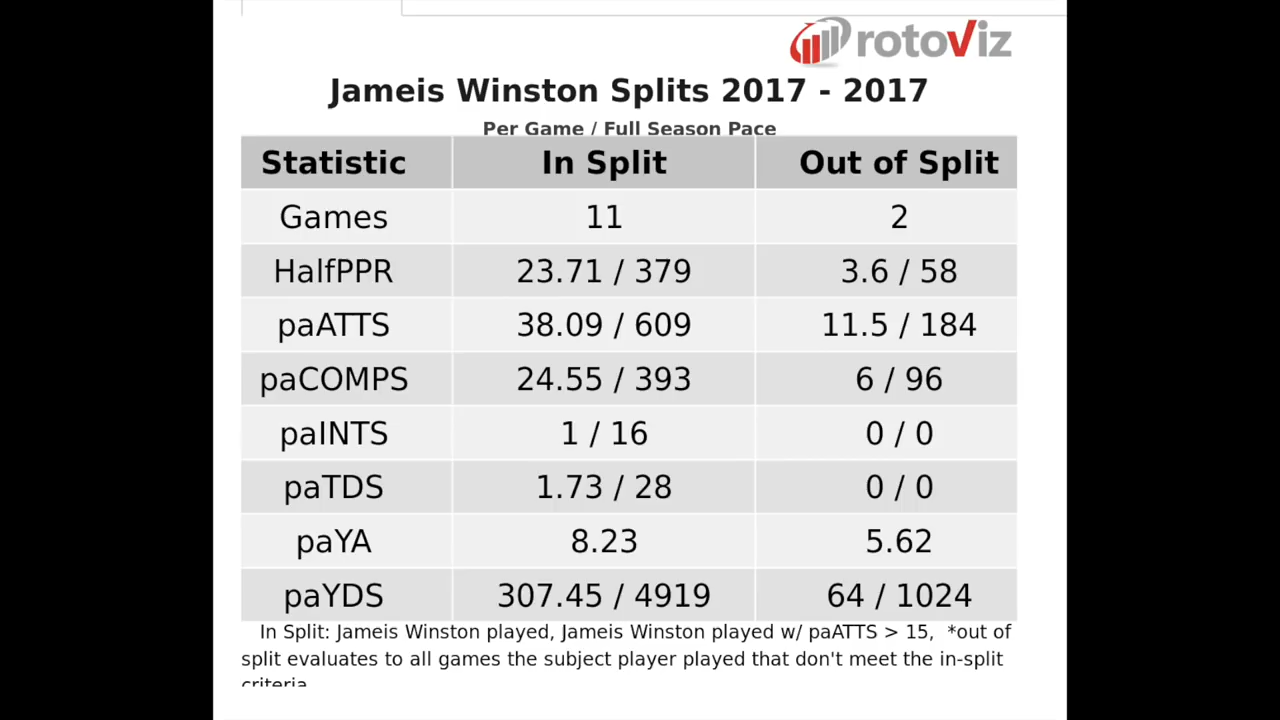 rotoViz
Jameis Winston Splits 2017 - 2017
Per Game / Full Season Pace
Statistic In Split Out of Split
Games 11 2
HalfPPR 23.71 / 379 3.6 / 58
paATTS 38.09 / 609 11.5 / 184
paCOMPS 24.55 / 393 6 / 96
paINTS 1 / 16 0 / 0
paTDS 1.73 / 28 0 / 0
paYA 8.23 5.62
paYDS 307.45 / 4919 64 / 1024
In Split: Jameis Winston played, Jameis Winston played w/ paATTS > 15, *out of
split evaluates to all games the subject player played that don't meet the in-split
criteria